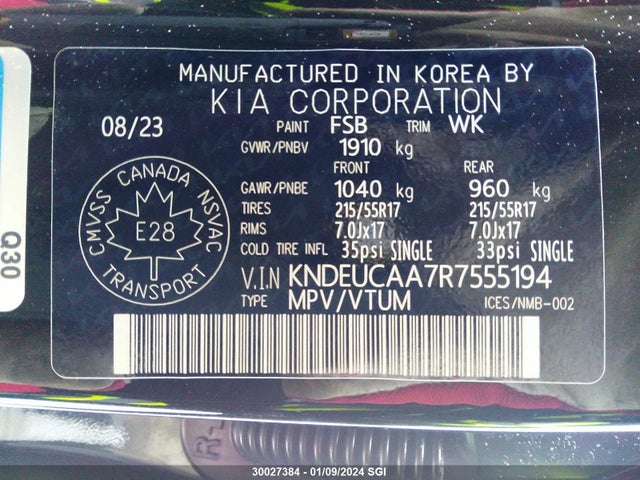 MANUFACTURED IN KOREA BY
KIA CORPORATION
08/23 PAINT FSB TRIM WK
GVWR/PNBV 1910 kg
FRONT REAR
GAWR/PNBE 1040 kg 960 kg
TIRES 215/55R17 215/55R17
RIMS 7.0Jx17 7.0Jx17
COLD TIRE INFL 35psi SINGLE 33psi SINGLE
V.I.N KNDEUCAA7R7555194
TYPE MPV/VTUM ICES/NMB-002
CMVSS CANADA NSVAC
E28
TRANSPORT
Q30
30027384 - 01/09/2024 SGI